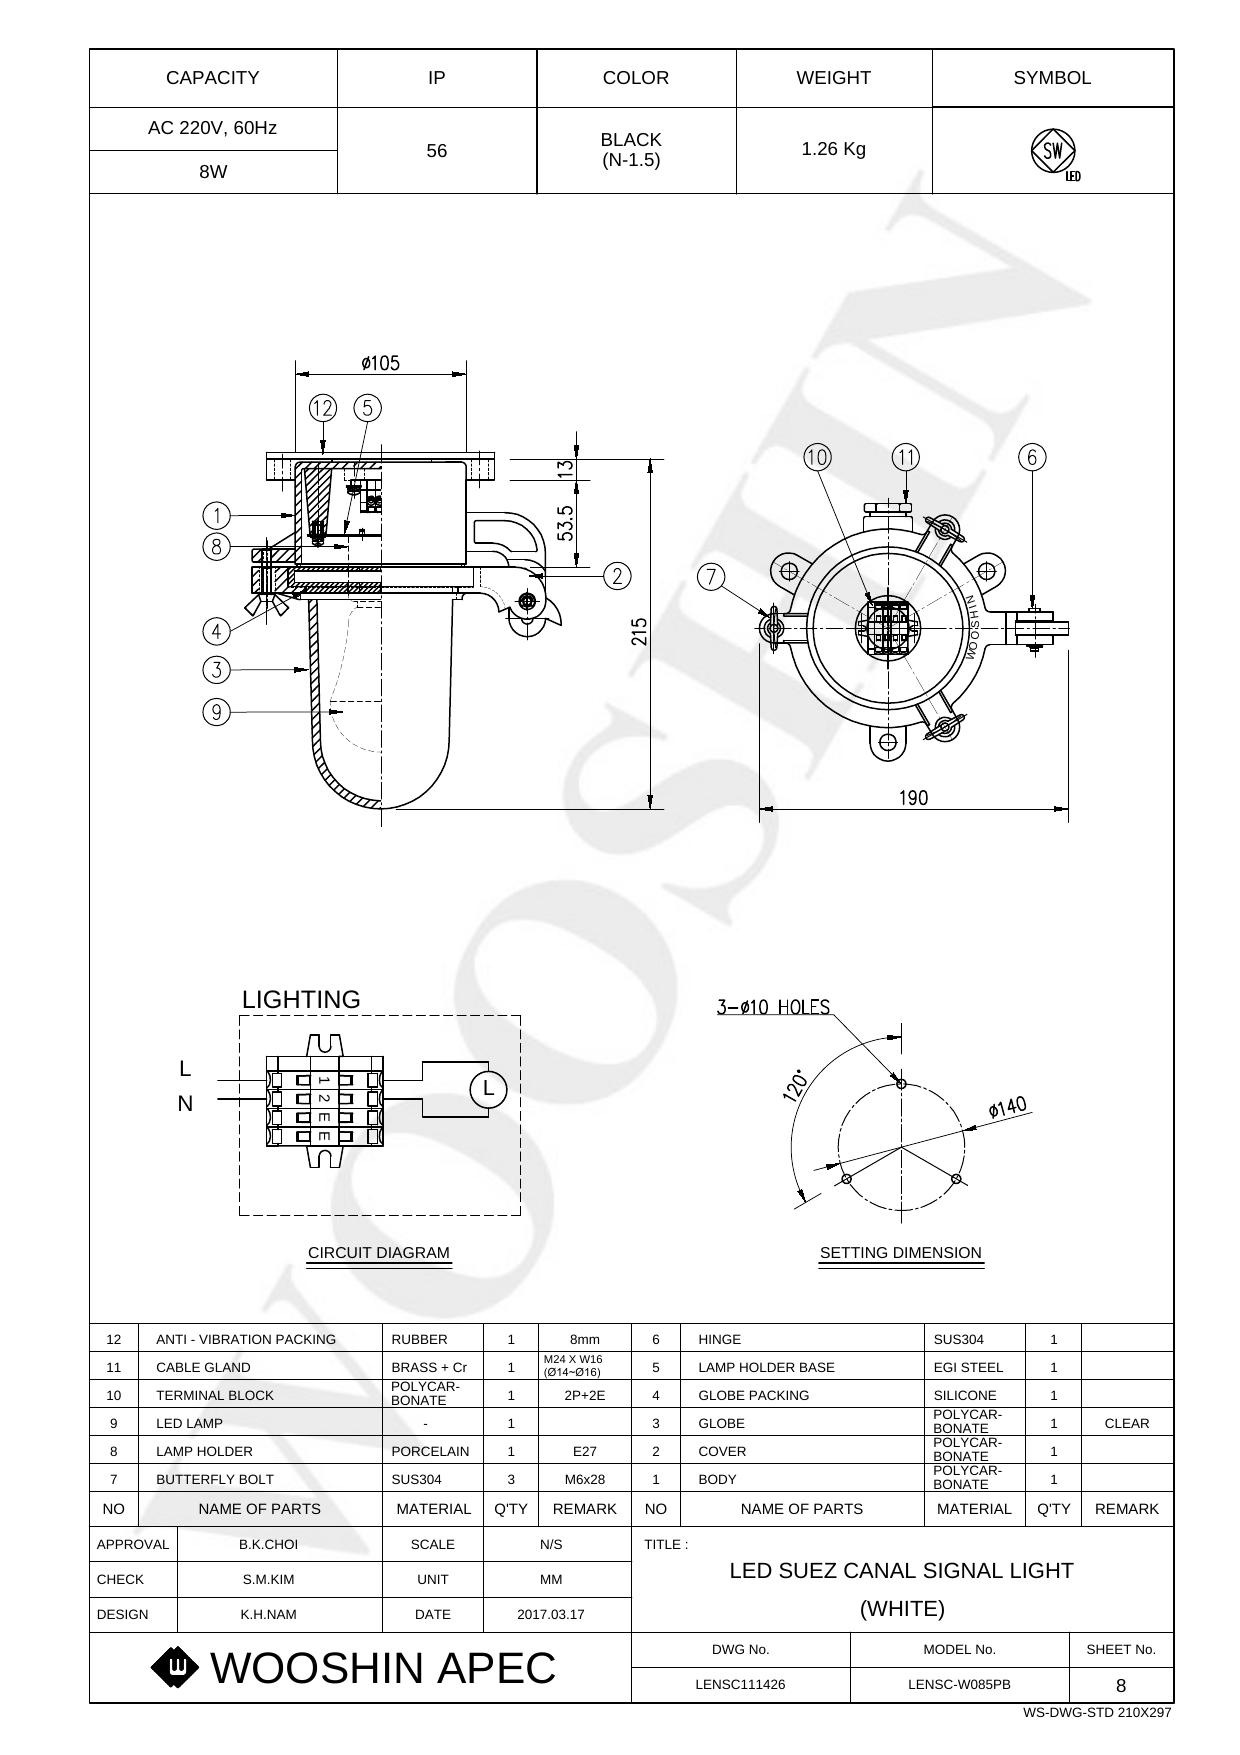 CAPACITY IP COLOR WEIGHT SYMBOL
AC 220V, 60Hz
8W
56
BLACK
(N-1.5)
1.26 Kg
SW
LED
ø105
12 5
13
53.5
215
1
8
2
4
3
9
10 11 6
7
WOOSHIN
190
WOOSHIN
LIGHTING
L
N
1
2
E
E
L
CIRCUIT DIAGRAM
3-ø10 HOLES
120°
ø140
SETTING DIMENSION
12 ANTI - VIBRATION PACKING RUBBER 1 8mm 6 HINGE SUS304 1
11 CABLE GLAND BRASS + Cr 1 M24 X W16 (Ø14~Ø16) 5 LAMP HOLDER BASE EGI STEEL 1
10 TERMINAL BLOCK POLYCAR-BONATE 1 2P+2E 4 GLOBE PACKING SILICONE 1
9 LED LAMP - 1 3 GLOBE POLYCAR-BONATE 1 CLEAR
8 LAMP HOLDER PORCELAIN 1 E27 2 COVER POLYCAR-BONATE 1
7 BUTTERFLY BOLT SUS304 3 M6x28 1 BODY POLYCAR-BONATE 1
NO NAME OF PARTS MATERIAL Q'TY REMARK NO NAME OF PARTS MATERIAL Q'TY REMARK
APPROVAL B.K.CHOI SCALE N/S
CHECK S.M.KIM UNIT MM
DESIGN K.H.NAM DATE 2017.03.17
TITLE :
LED SUEZ CANAL SIGNAL LIGHT
(WHITE)
WOOSHIN APEC
DWG No. MODEL No. SHEET No.
LENSC111426 LENSC-W085PB 8
WS-DWG-STD 210X297